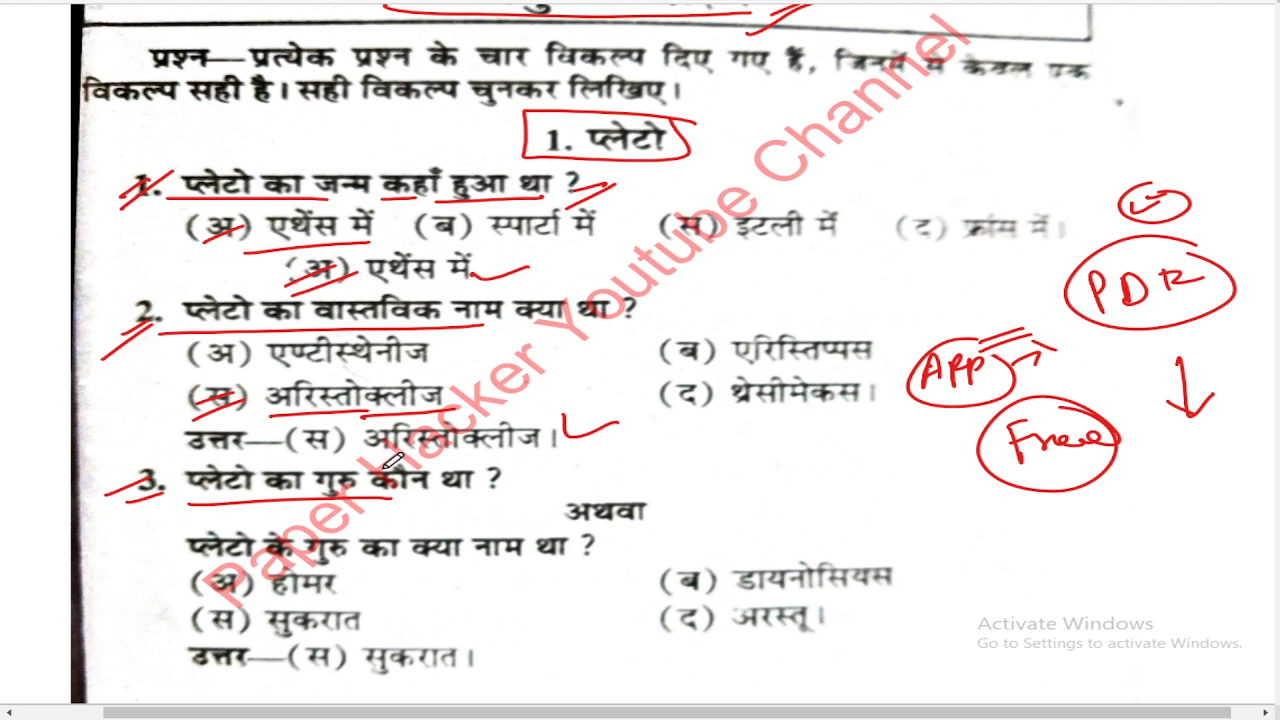 प्रश्न—प्रत्येक प्रश्न के चार विकल्प दिए गए हैं, जिनमें से केवल एक
विकल्प सही है। सही विकल्प चुनकर लिखिए।
1. प्लेटो
1. प्लेटो का जन्म कहाँ हुआ था ?
(अ) एथेंस में (ब) स्पार्टा में (स) इटली में (द) फ्रांस में।
(अ) एथेंस में
2. प्लेटो का वास्तविक नाम क्या था ?
(अ) एण्टीस्थेनीज (ब) एरिस्तिप्पस
(स) अरिस्तोक्लीज (द) थ्रेसीमेकस।
उत्तर—(स) अरिस्तोक्लीज।
3. प्लेटो का गुरु कौन था ?
अथवा
प्लेटो के गुरु का क्या नाम था ?
(अ) होमर (ब) डायनोसियस
(स) सुकरात (द) अरस्तू।
उत्तर—(स) सुकरात।
Paper Hacker Youtube Channel
APP
Free
Activate Windows
Go to Settings to activate Windows.